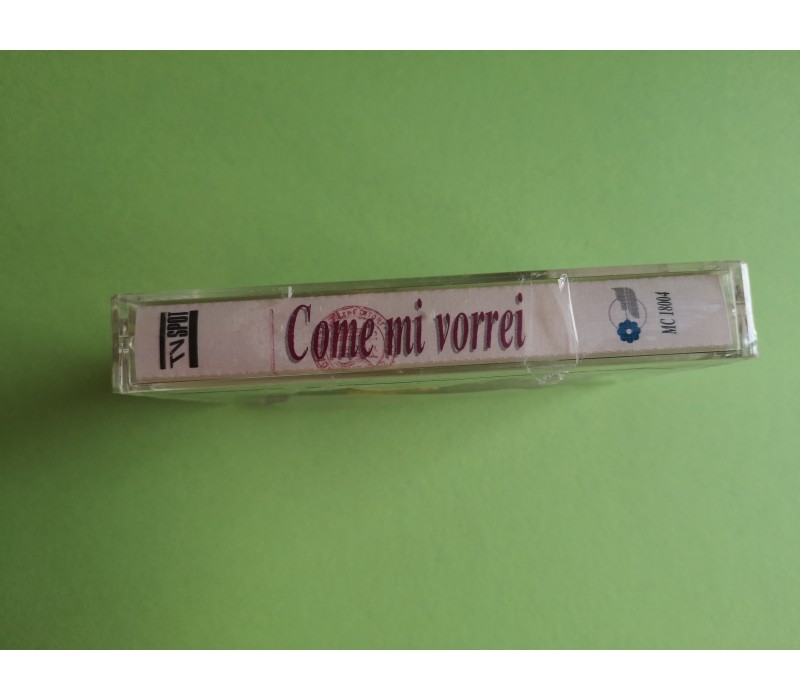 TV SPOT
Come mi vorrei
MC 18004